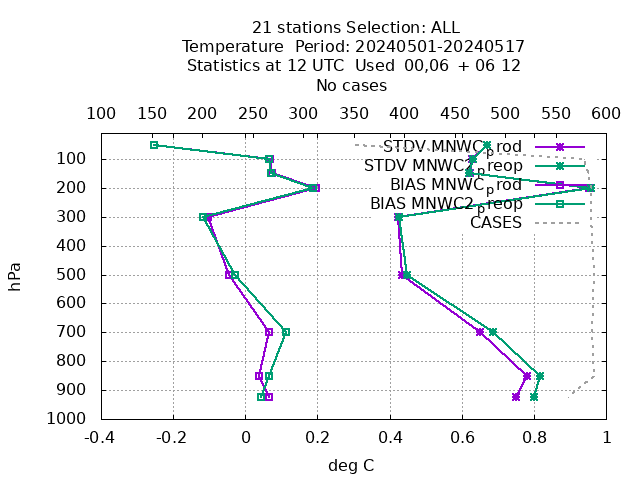 21 stations Selection: ALL
Temperature  Period: 20240501-20240517
Statistics at 12 UTC  Used  00,06  + 06 12
No cases
100 150 200 250 300 350 400 450 500 550 600
STDV MNWC_prod
STDV MNWC2_preop
BIAS MNWC_prod
BIAS MNWC2_preop
CASES
100
200
300
400
500
600
700
800
900
1000
hPa
-0.4 -0.2 0 0.2 0.4 0.6 0.8 1
deg C